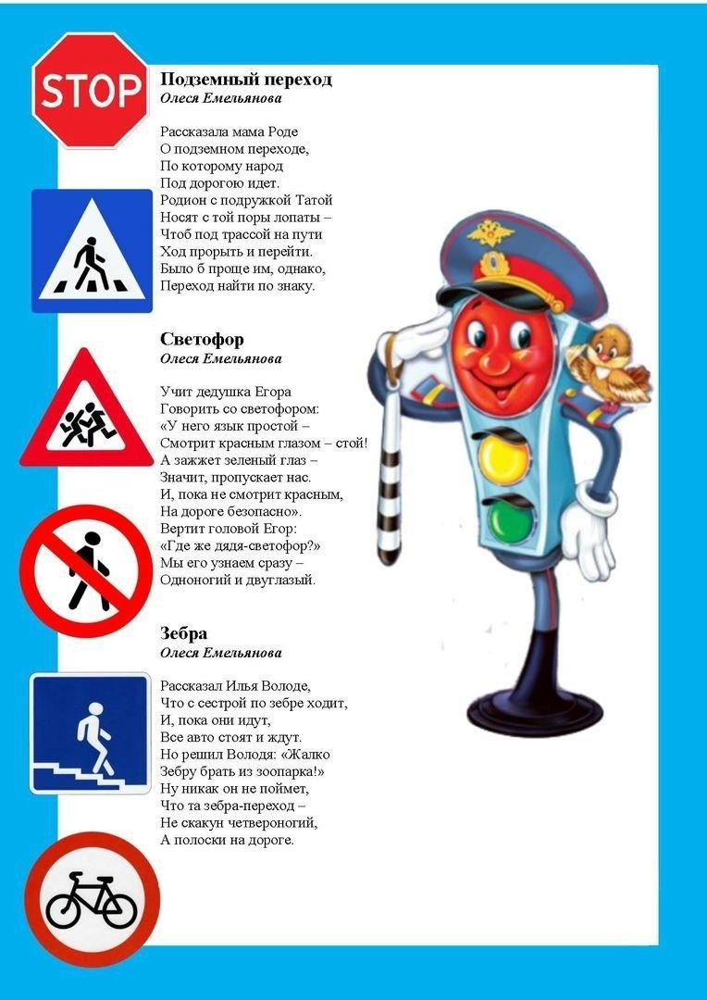 STOP
Подземный переход
Олеся Емельянова
Рассказала мама Роде
О подземном переходе,
По которому народ
Под дорогою идет.
Родион с подружкой Татой
Носят с той поры лопаты –
Чтоб под трассой на пути
Ход прорыть и перейти.
Было б проще им, однако,
Переход найти по знаку.
Светофор
Олеся Емельянова
Учит дедушка Егора
Говорить со светофором:
«У него язык простой –
Смотрит красным глазом – стой!
А зажжет зеленый глаз –
Значит, пропускает нас.
И, пока не смотрит красным,
На дороге безопасно».
Вертит головой Егор:
«Где же дядя-светофор?»
Мы его узнаем сразу –
Одноногий и двуглазый.
Зебра
Олеся Емельянова
Рассказал Илья Володе,
Что с сестрой по зебре ходит,
И, пока они идут,
Все авто стоят и ждут.
Но решил Володя: «Жалко
Зебру брать из зоопарка!»
Ну никак он не поймет,
Что та зебра-переход –
Не скакун четвероногий,
А полоски на дороге.